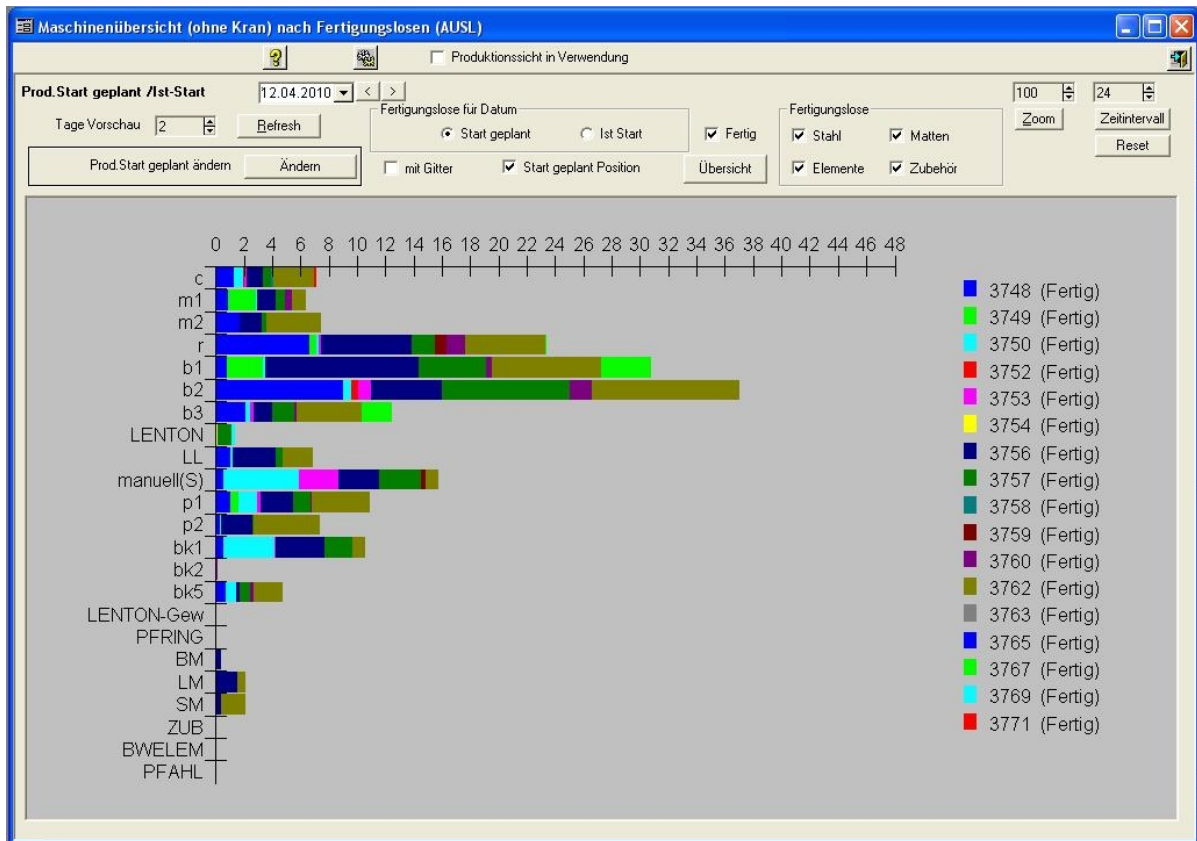 Maschinenübersicht (ohne Kran) nach Fertigungslosen (AUSL)
Produktionssicht in Verwendung
Prod.Start geplant /Ist-Start 12.04.2010 < >
Fertigungslose für Datum
Fertigungslose
100 24
Tage Vorschau 2 Refresh
Start geplant Ist Start Fertig
Stahl Matten
Zoom Zeitintervall
Reset
Prod.Start geplant ändern Ändern
mit Gitter Start geplant Position Übersicht
Elemente Zubehör
0 2 4 6 8 10 12 14 16 18 20 22 24 26 28 30 32 34 36 38 40 42 44 46 48
c
m1
m2
r
b1
b2
b3
LENTON
LL
manuell(S)
p1
p2
bk1
bk2
bk5
LENTON-Gew
PFRING
BM
LM
SM
ZUB
BWELEM
PFAHL
3748 (Fertig)
3749 (Fertig)
3750 (Fertig)
3752 (Fertig)
3753 (Fertig)
3754 (Fertig)
3756 (Fertig)
3757 (Fertig)
3758 (Fertig)
3759 (Fertig)
3760 (Fertig)
3762 (Fertig)
3763 (Fertig)
3765 (Fertig)
3767 (Fertig)
3769 (Fertig)
3771 (Fertig)